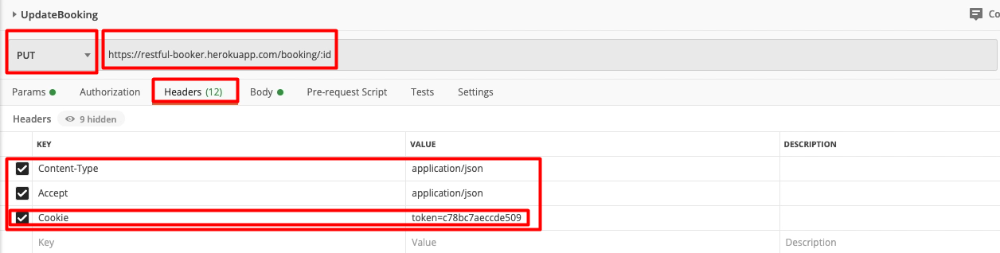 UpdateBooking
Co
PUT
https://restful-booker.herokuapp.com/booking/:id
Params Authorization Headers (12) Body Pre-request Script Tests Settings
Headers 9 hidden
KEY VALUE DESCRIPTION
Content-Type application/json
Accept application/json
Cookie token=c78bc7aeccde509
Key Value Description